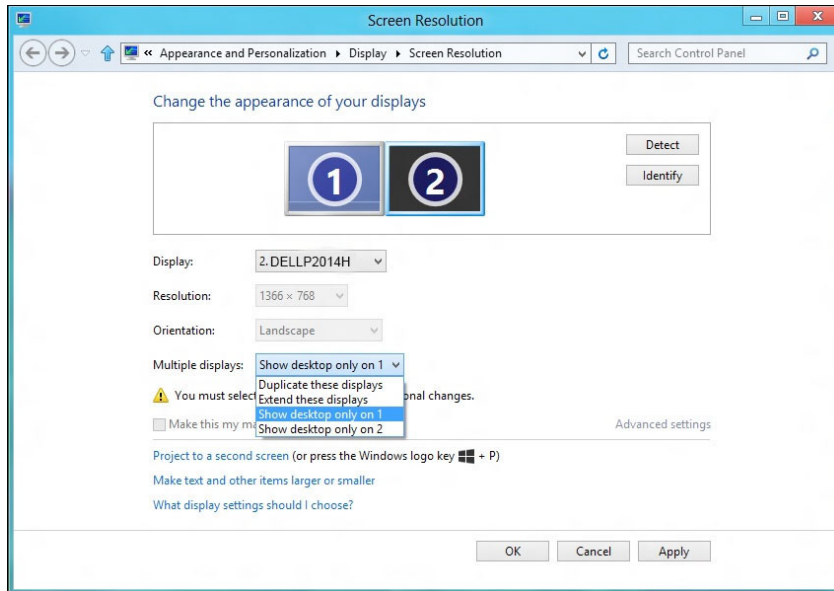 Screen Resolution
« Appearance and Personalization ▸ Display ▸ Screen Resolution
Search Control Panel
Change the appearance of your displays
1 2
Detect
Identify
Display: 2. DELLP2014H
Resolution: 1366 × 768
Orientation: Landscape
Multiple displays: Show desktop only on 1
Duplicate these displays
Extend these displays
Show desktop only on 1
Show desktop only on 2
You must select onal changes.
Make this my Advanced settings
Project to a second screen (or press the Windows logo key + P)
Make text and other items larger or smaller
What display settings should I choose?
OK Cancel Apply